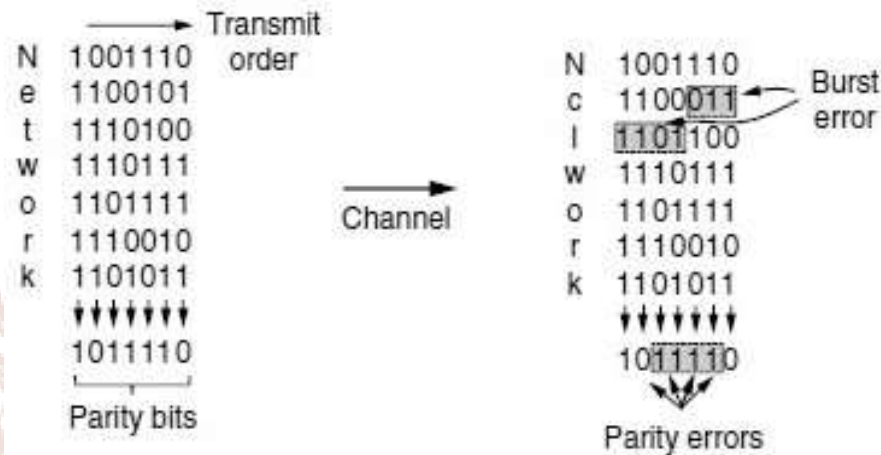 Transmit
order
N 1001110
e 1100101
t 1110100
w 1110111
o 1101111
r 1110010
k 1101011
1011110
Parity bits
Channel
N 1001110
c 1100011
l 1101100
w 1110111
o 1101111
r 1110010
k 1101011
1011110
Parity errors
Burst
error